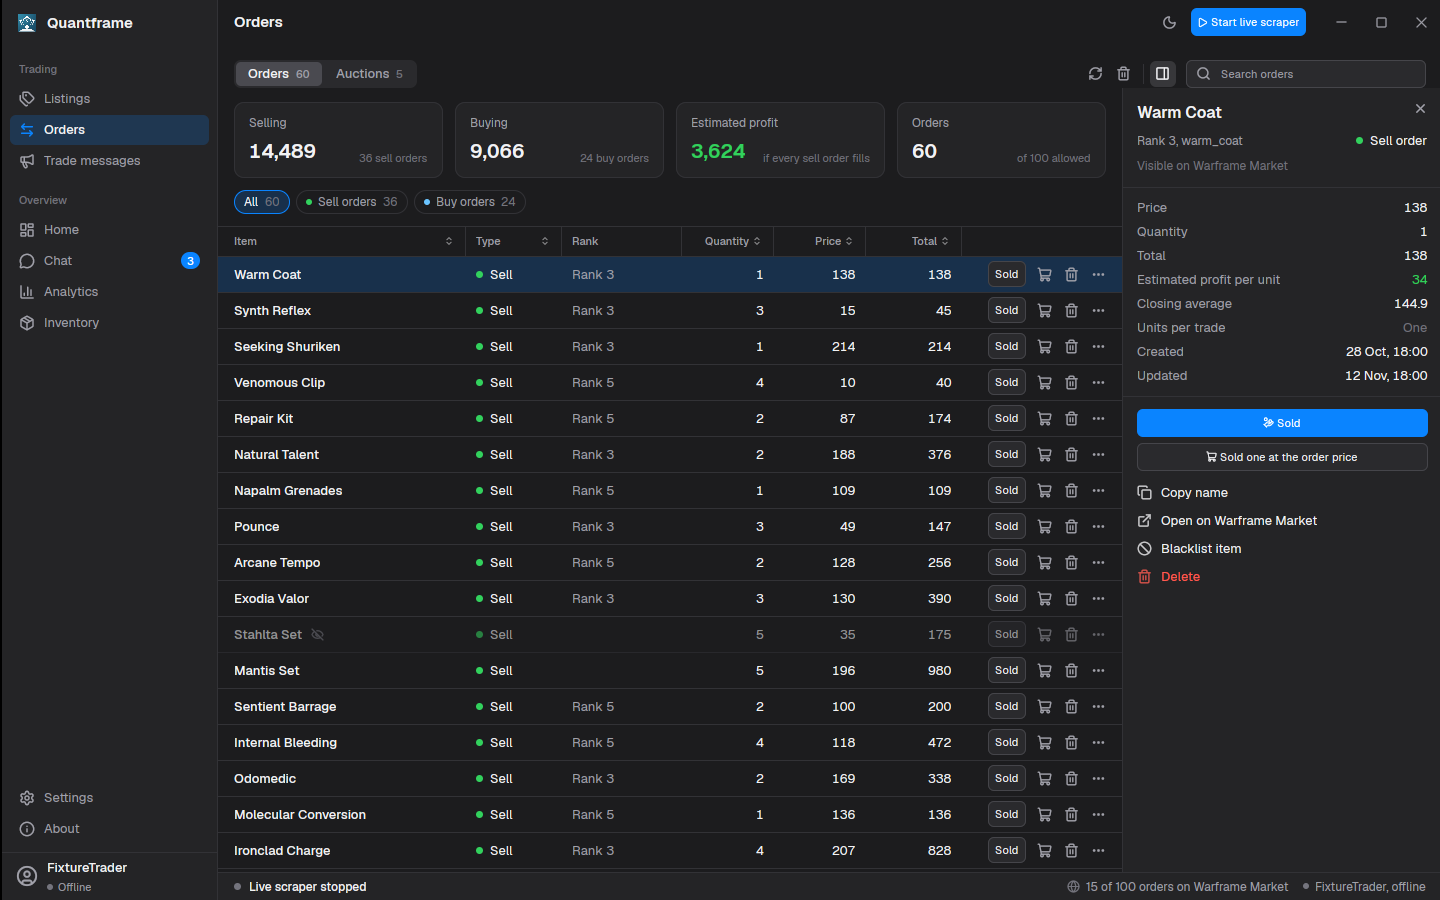 Quantframe
Orders
Start live scraper
Trading
Listings
Orders
Trade messages
Overview
Home
Chat 3
Analytics
Inventory
Settings
About
FixtureTrader
Offline
Orders 60 Auctions 5
Search orders
Selling
14,489 36 sell orders
Buying
9,066 24 buy orders
Estimated profit
3,624 if every sell order fills
Orders
60 of 100 allowed
All 60 Sell orders 36 Buy orders 24
Item Type Rank Quantity Price Total
Warm Coat Sell Rank 3 1 138 138 Sold
Synth Reflex Sell Rank 3 3 15 45 Sold
Seeking Shuriken Sell Rank 3 1 214 214 Sold
Venomous Clip Sell Rank 5 4 10 40 Sold
Repair Kit Sell Rank 5 2 87 174 Sold
Natural Talent Sell Rank 3 2 188 376 Sold
Napalm Grenades Sell Rank 5 1 109 109 Sold
Pounce Sell Rank 3 3 49 147 Sold
Arcane Tempo Sell Rank 5 2 128 256 Sold
Exodia Valor Sell Rank 3 3 130 390 Sold
Stahlta Set Sell 5 35 175 Sold
Mantis Set Sell 5 196 980 Sold
Sentient Barrage Sell Rank 5 2 100 200 Sold
Internal Bleeding Sell Rank 5 4 118 472 Sold
Odomedic Sell Rank 3 2 169 338 Sold
Molecular Conversion Sell Rank 5 1 136 136 Sold
Ironclad Charge Sell Rank 3 4 207 828 Sold
Warm Coat
Rank 3, warm_coat Sell order
Visible on Warframe Market
Price 138
Quantity 1
Total 138
Estimated profit per unit 34
Closing average 144.9
Units per trade One
Created 28 Oct, 18:00
Updated 12 Nov, 18:00
Sold
Sold one at the order price
Copy name
Open on Warframe Market
Blacklist item
Delete
Live scraper stopped
15 of 100 orders on Warframe Market
FixtureTrader, offline